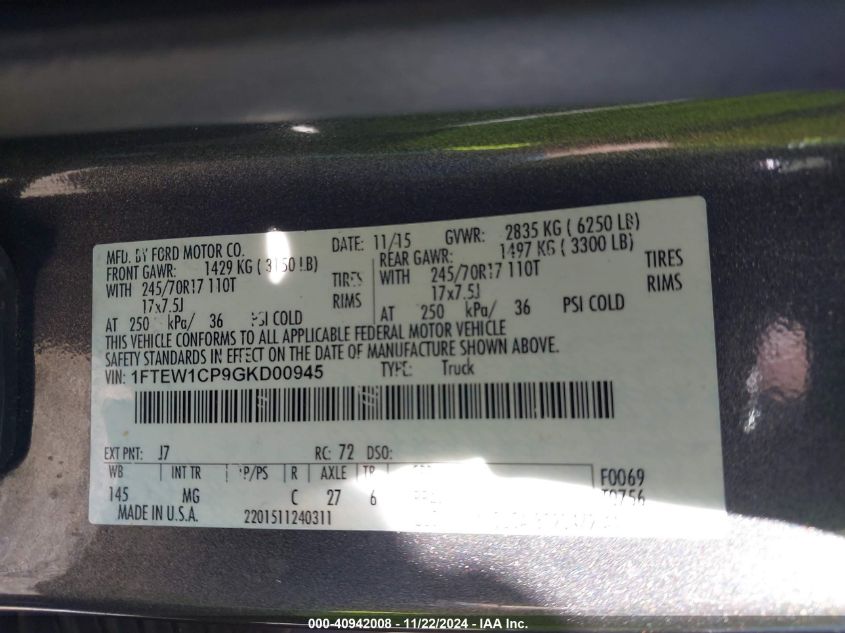 MFD. BY FORD MOTOR CO. DATE: 11/15 GVWR: 2835 KG ( 6250 LB)
FRONT GAWR: 1429 KG ( 3150 LB) REAR GAWR: 1497 KG ( 3300 LB)
WITH 245/70R17 110T TIRES WITH 245/70R17 110T TIRES
17x7.5J RIMS 17x7.5J RIMS
AT 250 kPa/ 36 PSI COLD AT 250 kPa/ 36 PSI COLD
THIS VEHICLE CONFORMS TO ALL APPLICABLE FEDERAL MOTOR VEHICLE
SAFETY STANDARDS IN EFFECT ON THE DATE OF MANUFACTURE SHOWN ABOVE.
VIN: 1FTEW1CP9GKD00945 TYPE: Truck
EXT PNT: J7 RC: 72 DSO:
WB INT TR TP/PS R AXLE TR F0069
145 MG C 27 6 T0756
MADE IN U.S.A. 2201511240311
000-40942008 - 11/22/2024 - IAA Inc.